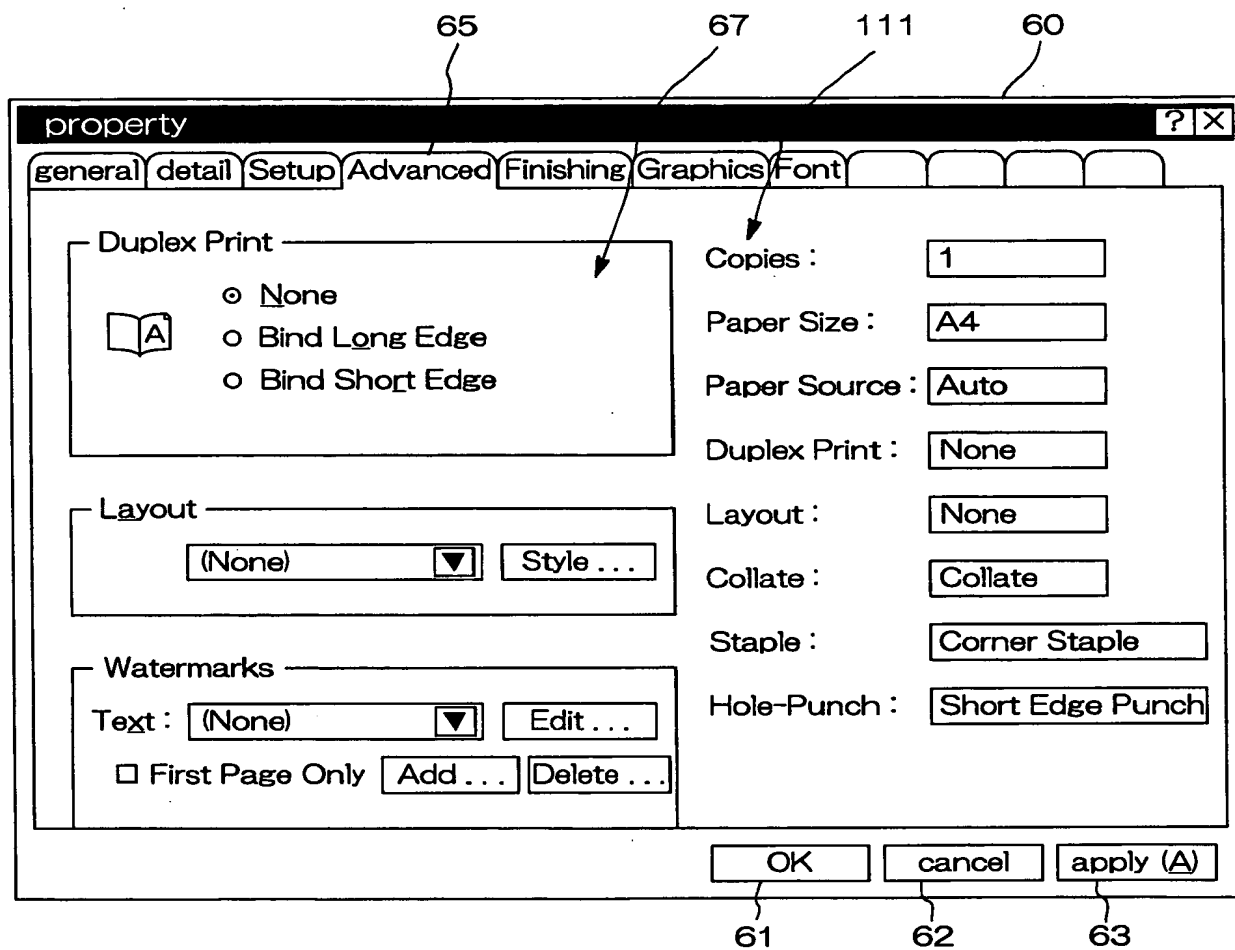 65 67 111 60
property ? X
general detail Setup Advanced Finishing Graphics Font
Duplex Print
None
A
Bind Long Edge
Bind Short Edge
Layout
(None) Style ...
Watermarks
Text : (None) Edit ...
First Page Only Add ... Delete ...
Copies : 1
Paper Size : A4
Paper Source : Auto
Duplex Print : None
Layout : None
Collate : Collate
Staple : Corner Staple
Hole-Punch : Short Edge Punch
OK cancel apply (A)
61 62 63